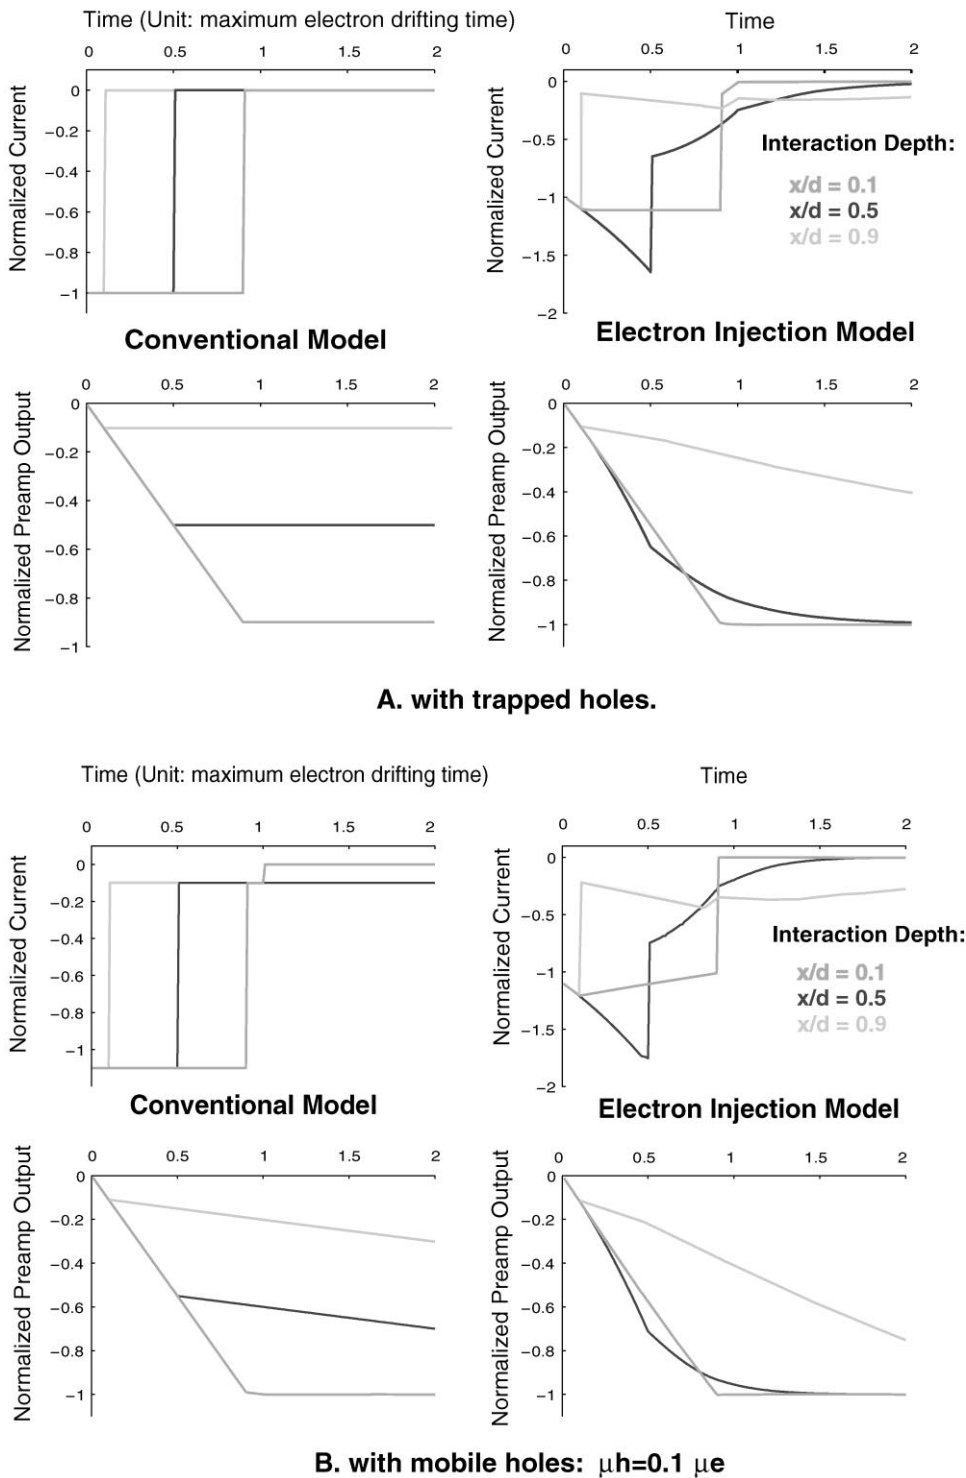 Time (Unit: maximum electron drifting time)
Time
0 0.5 1 1.5 2
0 0.5 1 1.5 2
Normalized Current
0
−0.2
−0.4
−0.6
−0.8
−1
Normalized Current
0
−0.5
−1
−1.5
−2
Interaction Depth:
x/d = 0.1
x/d = 0.5
x/d = 0.9
Conventional Model
Electron Injection Model
0 0.5 1 1.5 2
0 0.5 1 1.5 2
Normalized Preamp Output
0
−0.2
−0.4
−0.6
−0.8
−1
Normalized Preamp Output
0
−0.2
−0.4
−0.6
−0.8
−1
A. with trapped holes.
Time (Unit: maximum electron drifting time)
Time
0 0.5 1 1.5 2
0 0.5 1 1.5 2
Normalized Current
0
−0.2
−0.4
−0.6
−0.8
−1
Normalized Current
0
−0.5
−1
−1.5
−2
Interaction Depth:
x/d = 0.1
x/d = 0.5
x/d = 0.9
Conventional Model
Electron Injection Model
0 0.5 1 1.5 2
0 0.5 1 1.5 2
Normalized Preamp Output
0
−0.2
−0.4
−0.6
−0.8
−1
Normalized Preamp Output
0
−0.2
−0.4
−0.6
−0.8
−1
B. with mobile holes: μh=0.1 μe